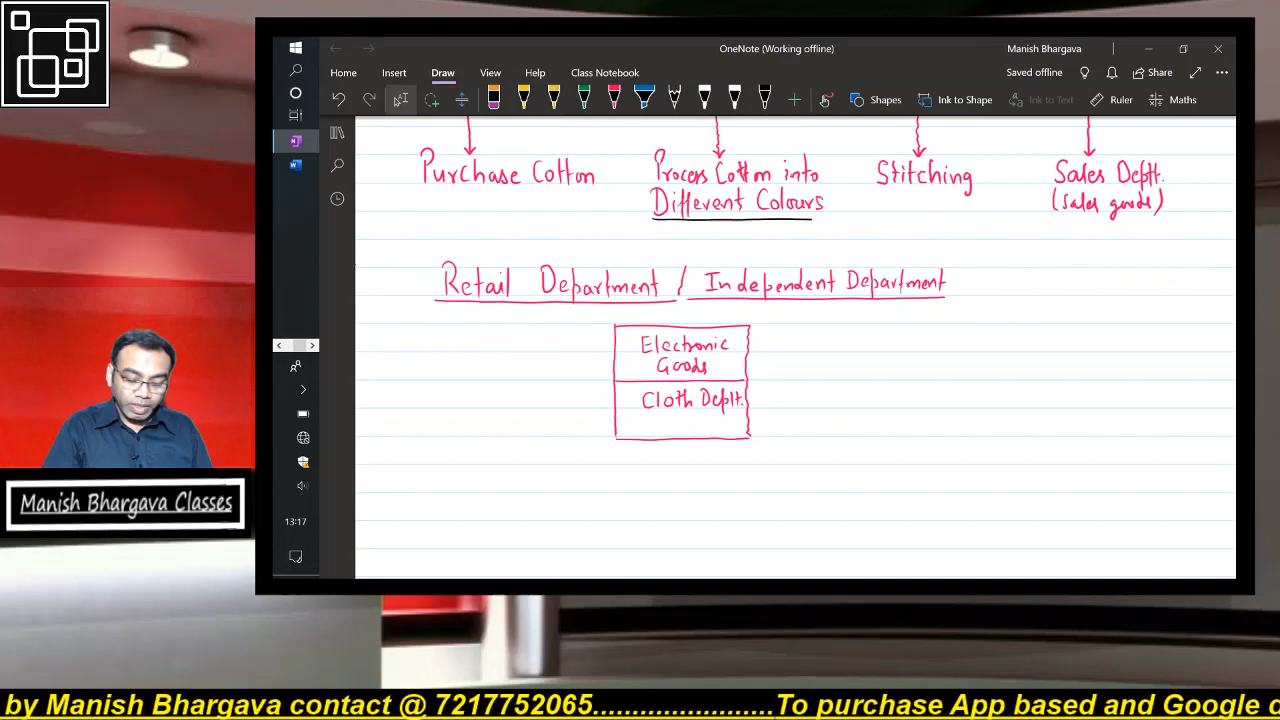 OneNote (Working offline)
Manish Bhargava
Home Insert Draw View Help Class Notebook
Saved offline
Share
Shapes
Ink to Shape
Ink to Text
Ruler
Maths
Purchase Cotton
Process Cotton into
Different Colours
Stitching
Sales Deptt.
(Sales goods)
Retail Department / Independent Department
Electronic
Goods
Cloth Deptt.
Manish Bhargava Classes
13:17
by Manish Bhargava contact @ 7217752065.......................To purchase App based and Google d